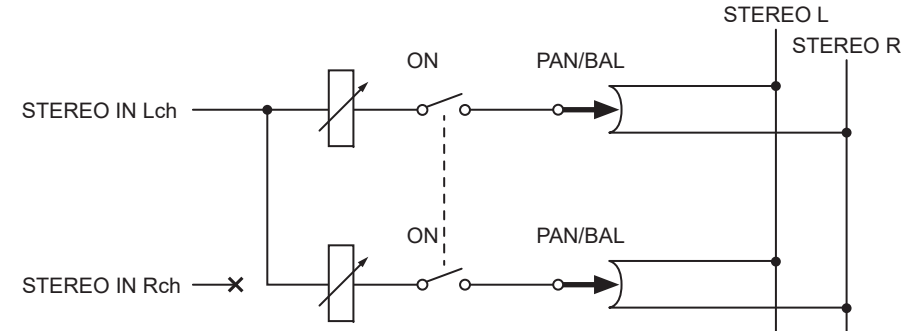 STEREO L
STEREO R
ON
PAN/BAL
STEREO IN Lch
ON
PAN/BAL
STEREO IN Rch